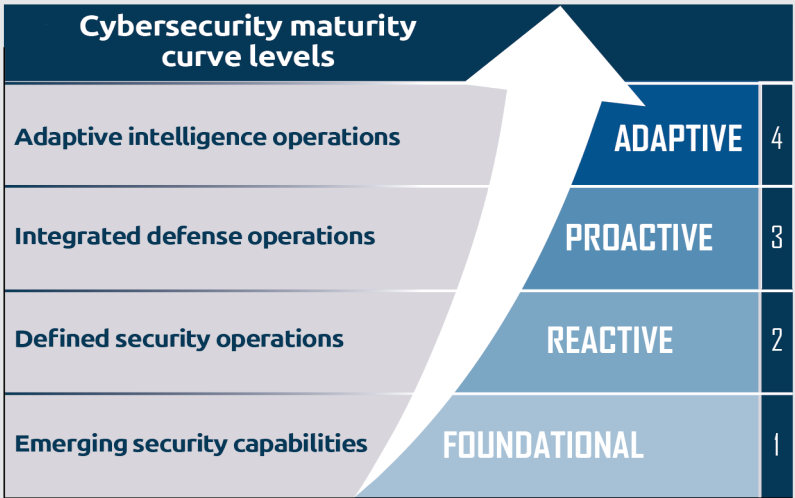 Cybersecurity maturity
curve levels
Adaptive intelligence operations ADAPTIVE 4
Integrated defense operations PROACTIVE 3
Defined security operations REACTIVE 2
Emerging security capabilities FOUNDATIONAL 1